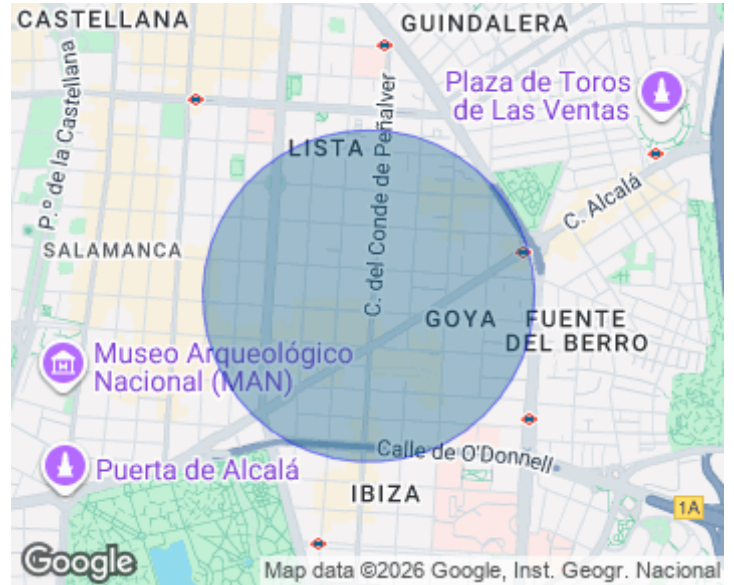 CASTELLANA
GUINDALERA
Plaza de Toros
de Las Ventas
P.º de la Castellana
LISTA
C. del Conde de Peñalver
C. Alcalá
SALAMANCA
GOYA
FUENTE
DEL BERRO
Museo Arqueológico
Nacional (MAN)
Calle de O'Donnell
Puerta de Alcalá
IBIZA
1A
Google
Map data ©2026 Google, Inst. Geogr. Nacional